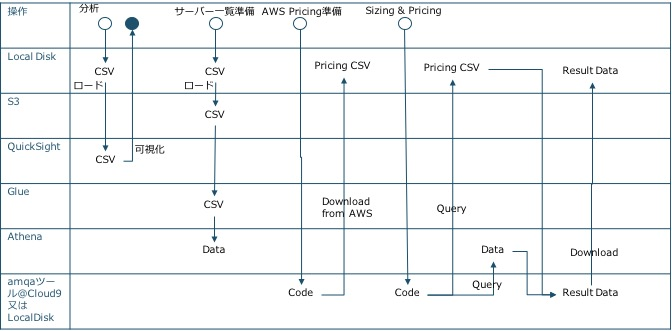 操作
分析
サーバー一覧準備
AWS Pricing準備
Sizing & Pricing
Local Disk
CSV
CSV
Pricing CSV
Pricing CSV
Result Data
ロード
ロード
S3
CSV
QuickSight
CSV
可視化
Glue
CSV
Download
from AWS
Query
Athena
Data
Data
Download
amqaツー
ル@Cloud9
又は
LocalDisk
Code
Code
Query
Result Data